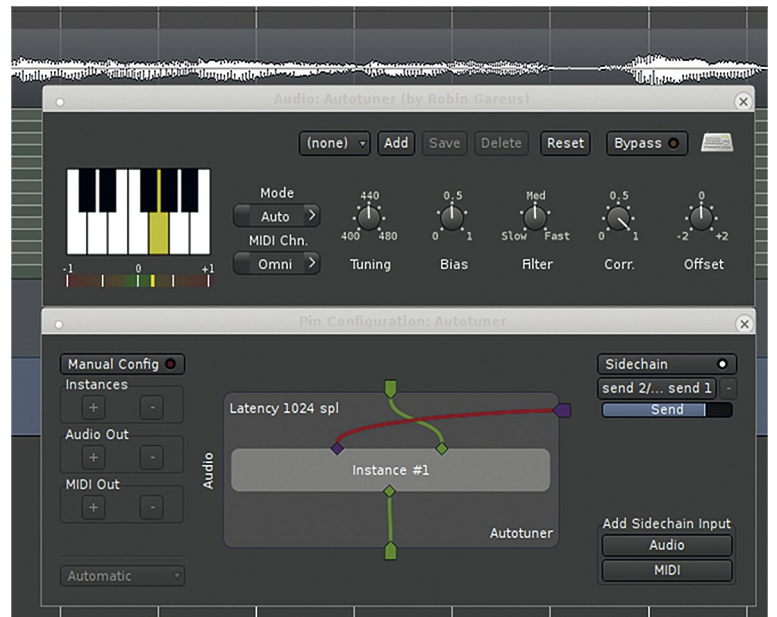 Audio: Autotuner (by Robin Gareus)
(none) Add Save Delete Reset Bypass
Mode
Auto
MIDI Chn.
Omni
-1 0 +1
440
400 480
Tuning
0.5
0 1
Bias
Med
Slow Fast
Filter
0.5
0 1
Corr.
0
-2 +2
Offset
Pin Configuration: Autotuner
Manual Config
Instances
+ -
Audio Out
+ -
MIDI Out
+ -
Automatic
Audio
Latency 1024 spl
Instance #1
Autotuner
Sidechain
send 2/... send 1 -
Send
Add Sidechain Input
Audio
MIDI